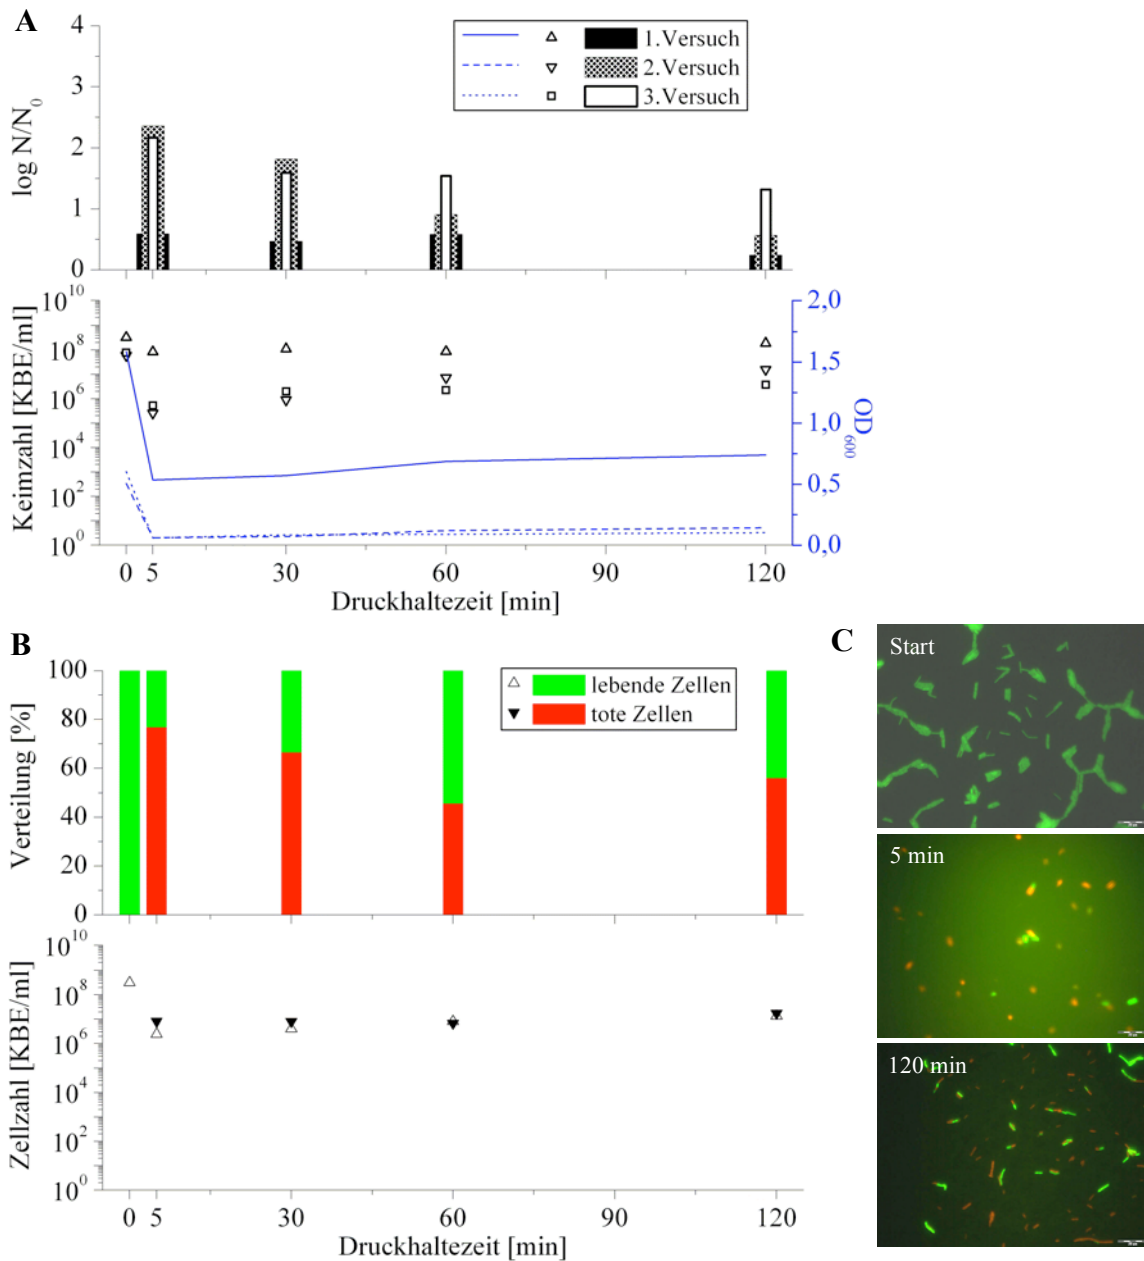 A
4
3
2
1
0
log N/N0
1.Versuch
2.Versuch
3.Versuch
10^10
10^8
10^6
10^4
10^2
10^0
Keimzahl [KBE/ml]
2,0
1,5
1,0
0,5
0,0
OD600
0 5 30 60 90 120
Druckhaltezeit [min]
B
100
80
60
40
20
0
Verteilung [%]
lebende Zellen
tote Zellen
10^10
10^8
10^6
10^4
10^2
10^0
Zellzahl [KBE/ml]
0 5 30 60 90 120
Druckhaltezeit [min]
C
Start
5 min
120 min